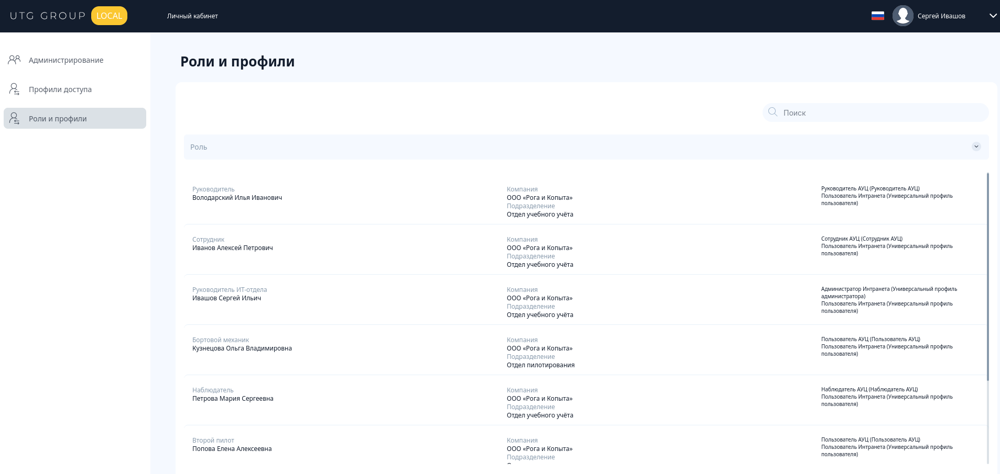 UTG GROUP LOCAL
Личный кабинет
Сергей Ивашов
Администрирование
Профили доступа
Роли и профили
Роли и профили
Поиск
Роль
Руководитель
Володарский Илья Иванович
Компания
ООО «Рога и Копыта»
Подразделение
Отдел учебного учёта
Руководитель АУЦ (Руководитель АУЦ)
Пользователь Интранета (Универсальный профиль
пользователя)
Сотрудник
Иванов Алексей Петрович
Компания
ООО «Рога и Копыта»
Подразделение
Отдел учебного учёта
Сотрудник АУЦ (Сотрудник АУЦ)
Пользователь Интранета (Универсальный профиль
пользователя)
Руководитель ИТ-отдела
Ивашов Сергей Ильич
Компания
ООО «Рога и Копыта»
Подразделение
Отдел учебного учёта
Администратор Интранета (Универсальный профиль
администратора)
Пользователь Интранета (Универсальный профиль
пользователя)
Бортовой механик
Кузнецова Ольга Владимировна
Компания
ООО «Рога и Копыта»
Подразделение
Отдел пилотирования
Пользователь АУЦ (Пользователь АУЦ)
Пользователь Интранета (Универсальный профиль
пользователя)
Наблюдатель
Петрова Мария Сергеевна
Компания
ООО «Рога и Копыта»
Подразделение
Отдел учебного учёта
Наблюдатель АУЦ (Наблюдатель АУЦ)
Пользователь Интранета (Универсальный профиль
пользователя)
Второй пилот
Попова Елена Алексеевна
Компания
ООО «Рога и Копыта»
Подразделение
Пользователь АУЦ (Пользователь АУЦ)
Пользователь Интранета (Универсальный профиль
пользователя)